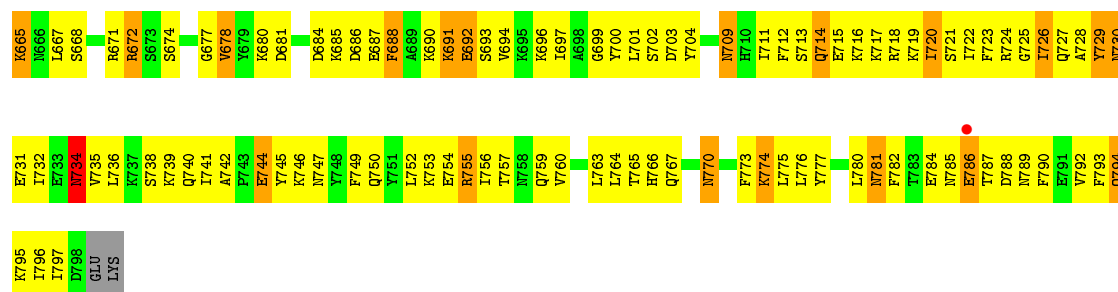 K665 N666 L667 S668 R671 R672 S673 S674 G677 V678 Y679 K680 D681 D684 K685 D686 E687 F688 A689 K690 K691 E692 S693 V694 K695 K696 I697 A698 G699 Y700 L701 S702 D703 Y704 N709 H710 I711 F712 S713 Q714 E715 K716 K717 R718 K719 I720 S721 I722 F723 R724 G725 I726 Q727 A728 Y729
E731 I732 E733 N734 V735 L736 K737 S738 K739 Q740 I741 A742 P743 E744 Y745 K746 N747 Y748 F749 Q750 Y751 L752 K753 E754 R755 I756 T757 N758 Q759 V760 L763 L764 T765 H766 Q767 N770 F773 K774 L775 L776 Y777 L780 N781 F782 T783 E784 N785 E786 T787 D788 N789 F790 E791 V792 F793
K795 I796 I797 D798 GLU LYS